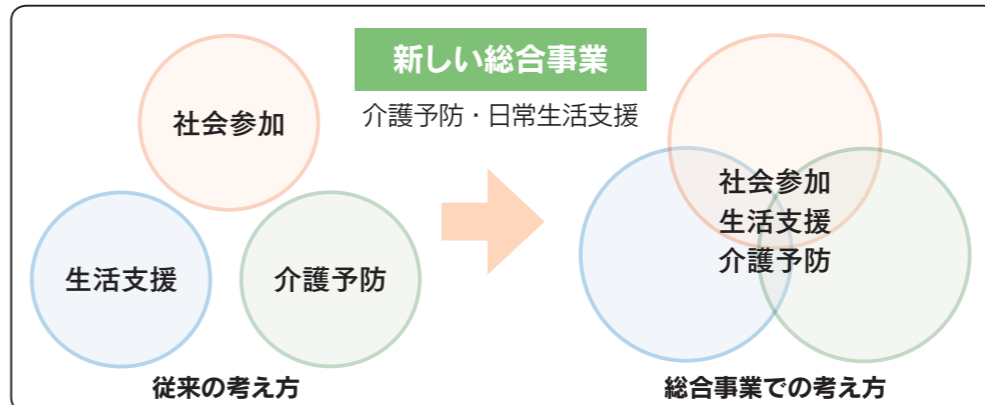 新しい総合事業
介護予防・日常生活支援
社会参加
生活支援
介護予防
従来の考え方
社会参加
生活支援
介護予防
総合事業での考え方